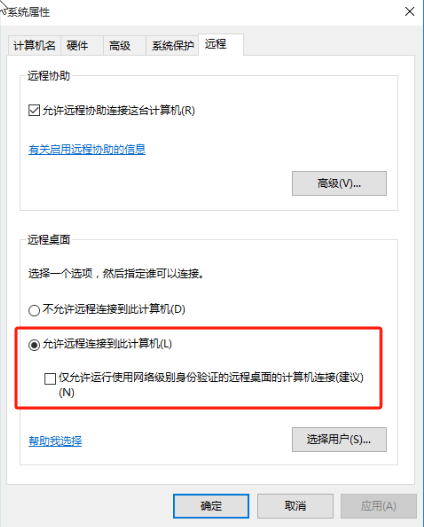 系统属性
计算机名 硬件 高级 系统保护 远程
远程协助
允许远程协助连接这台计算机(R)
有关启用远程协助的信息
高级(V)...
远程桌面
选择一个选项，然后指定谁可以连接。
不允许远程连接到此计算机(D)
允许远程连接到此计算机(L)
仅允许运行使用网络级别身份验证的远程桌面的计算机连接(建议)
(N)
帮助我选择
选择用户(S)...
确定 取消 应用(A)